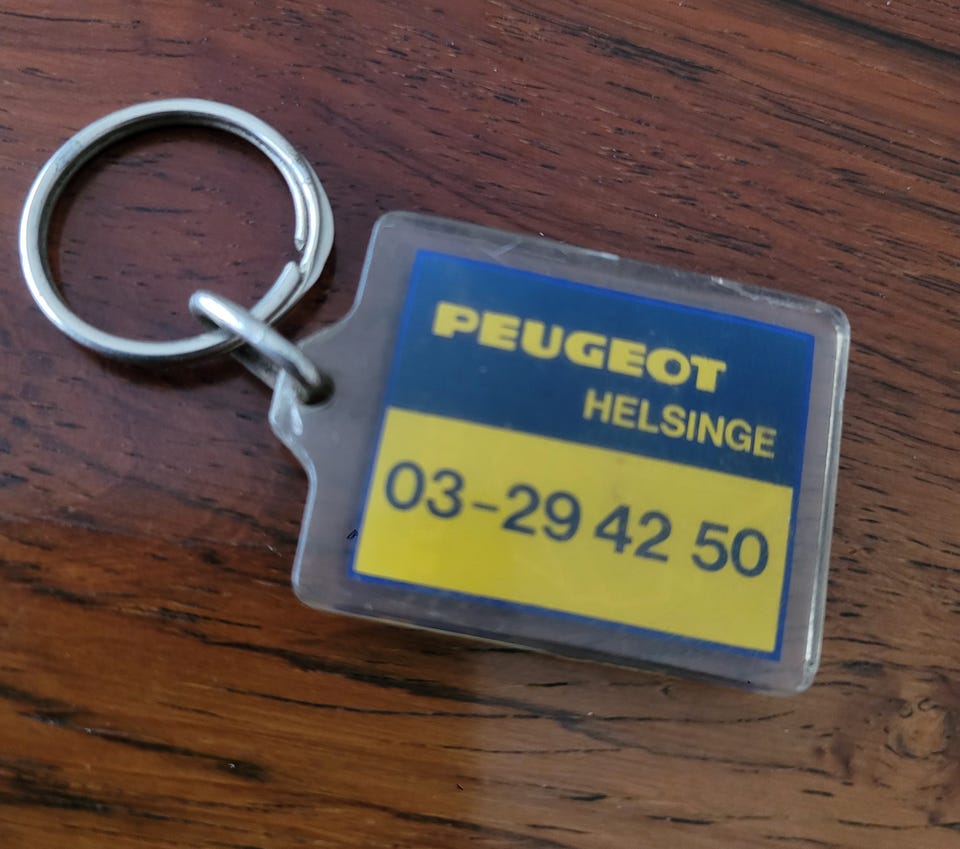 PEUGEOT
HELSINGE
03-29 42 50